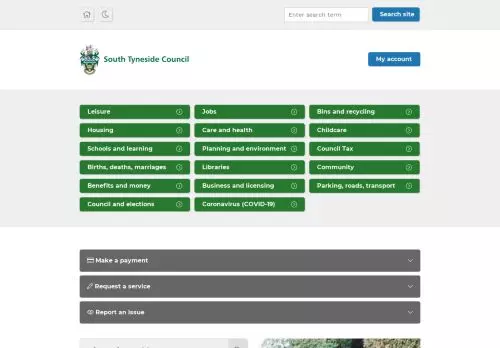 Enter search term
Search site
South Tyneside Council
My account
Leisure
Jobs
Bins and recycling
Housing
Care and health
Childcare
Schools and learning
Planning and environment
Council Tax
Births, deaths, marriages
Libraries
Community
Benefits and money
Business and licensing
Parking, roads, transport
Council and elections
Coronavirus (COVID-19)
Make a payment
Request a service
Report an issue